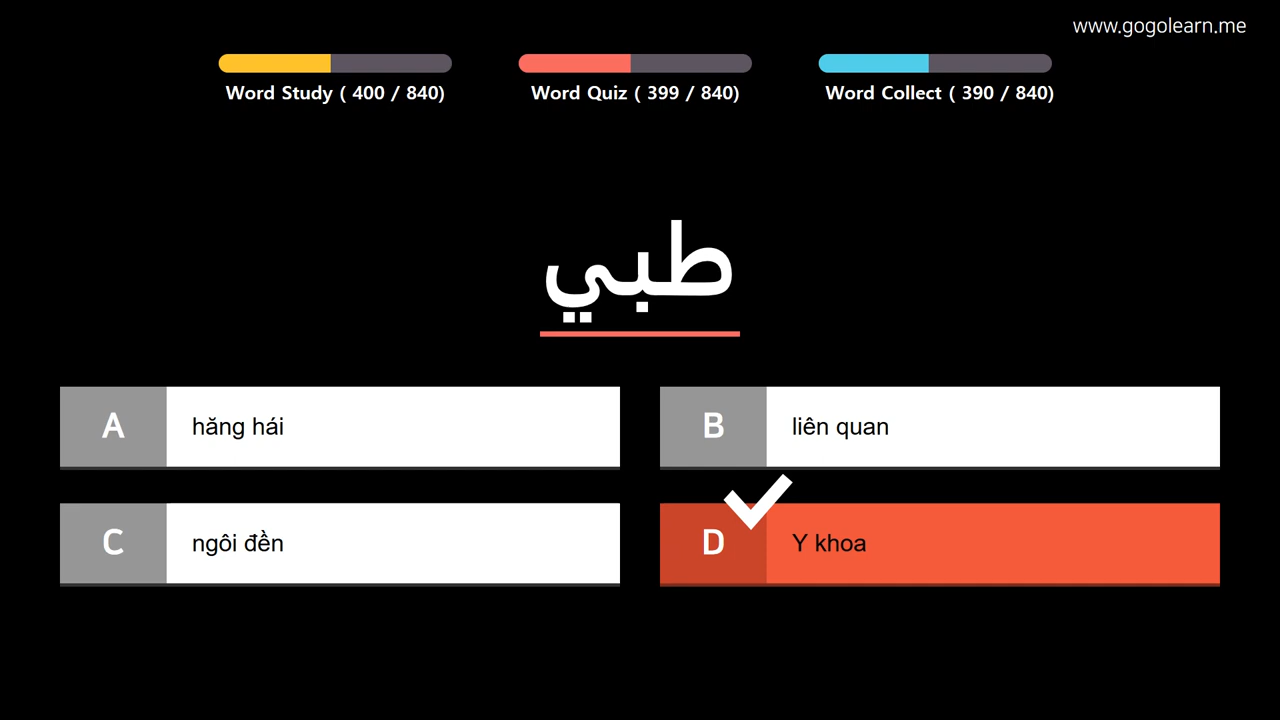 www.gogolearn.me
Word Study ( 400 / 840)
Word Quiz ( 399 / 840)
Word Collect ( 390 / 840)
طبي
A hăng hái
B liên quan
C ngôi đền
D Y khoa